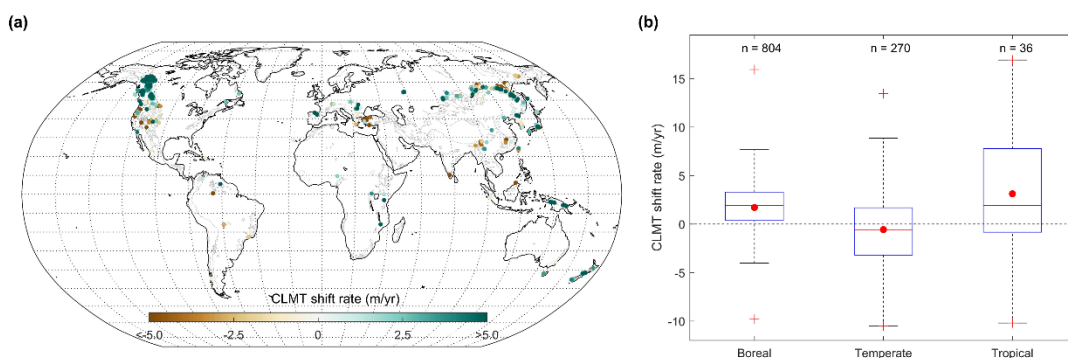 (a)
CLMT shift rate (m/yr)
<-5.0 -2.5 0 2.5 >5.0
(b)
n = 804 n = 270 n = 36
CLMT shift rate (m/yr)
15
10
5
0
-5
-10
Boreal Temperate Tropical